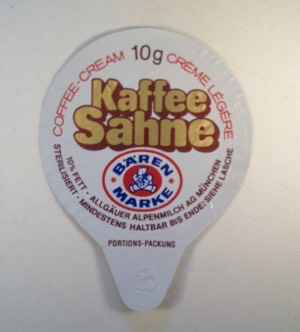 COFFEE-CREAM 10g CRÈME LÉGÈRE
Kaffee
Sahne
BÄREN
MARKE
10% FETT · ALLGÄUER ALPENMILCH AG MÜNCHEN
STERILISIERT · MINDESTENS HALTBAR BIS ENDE: SIEHE LASCHE
PORTIONS-PACKUNG